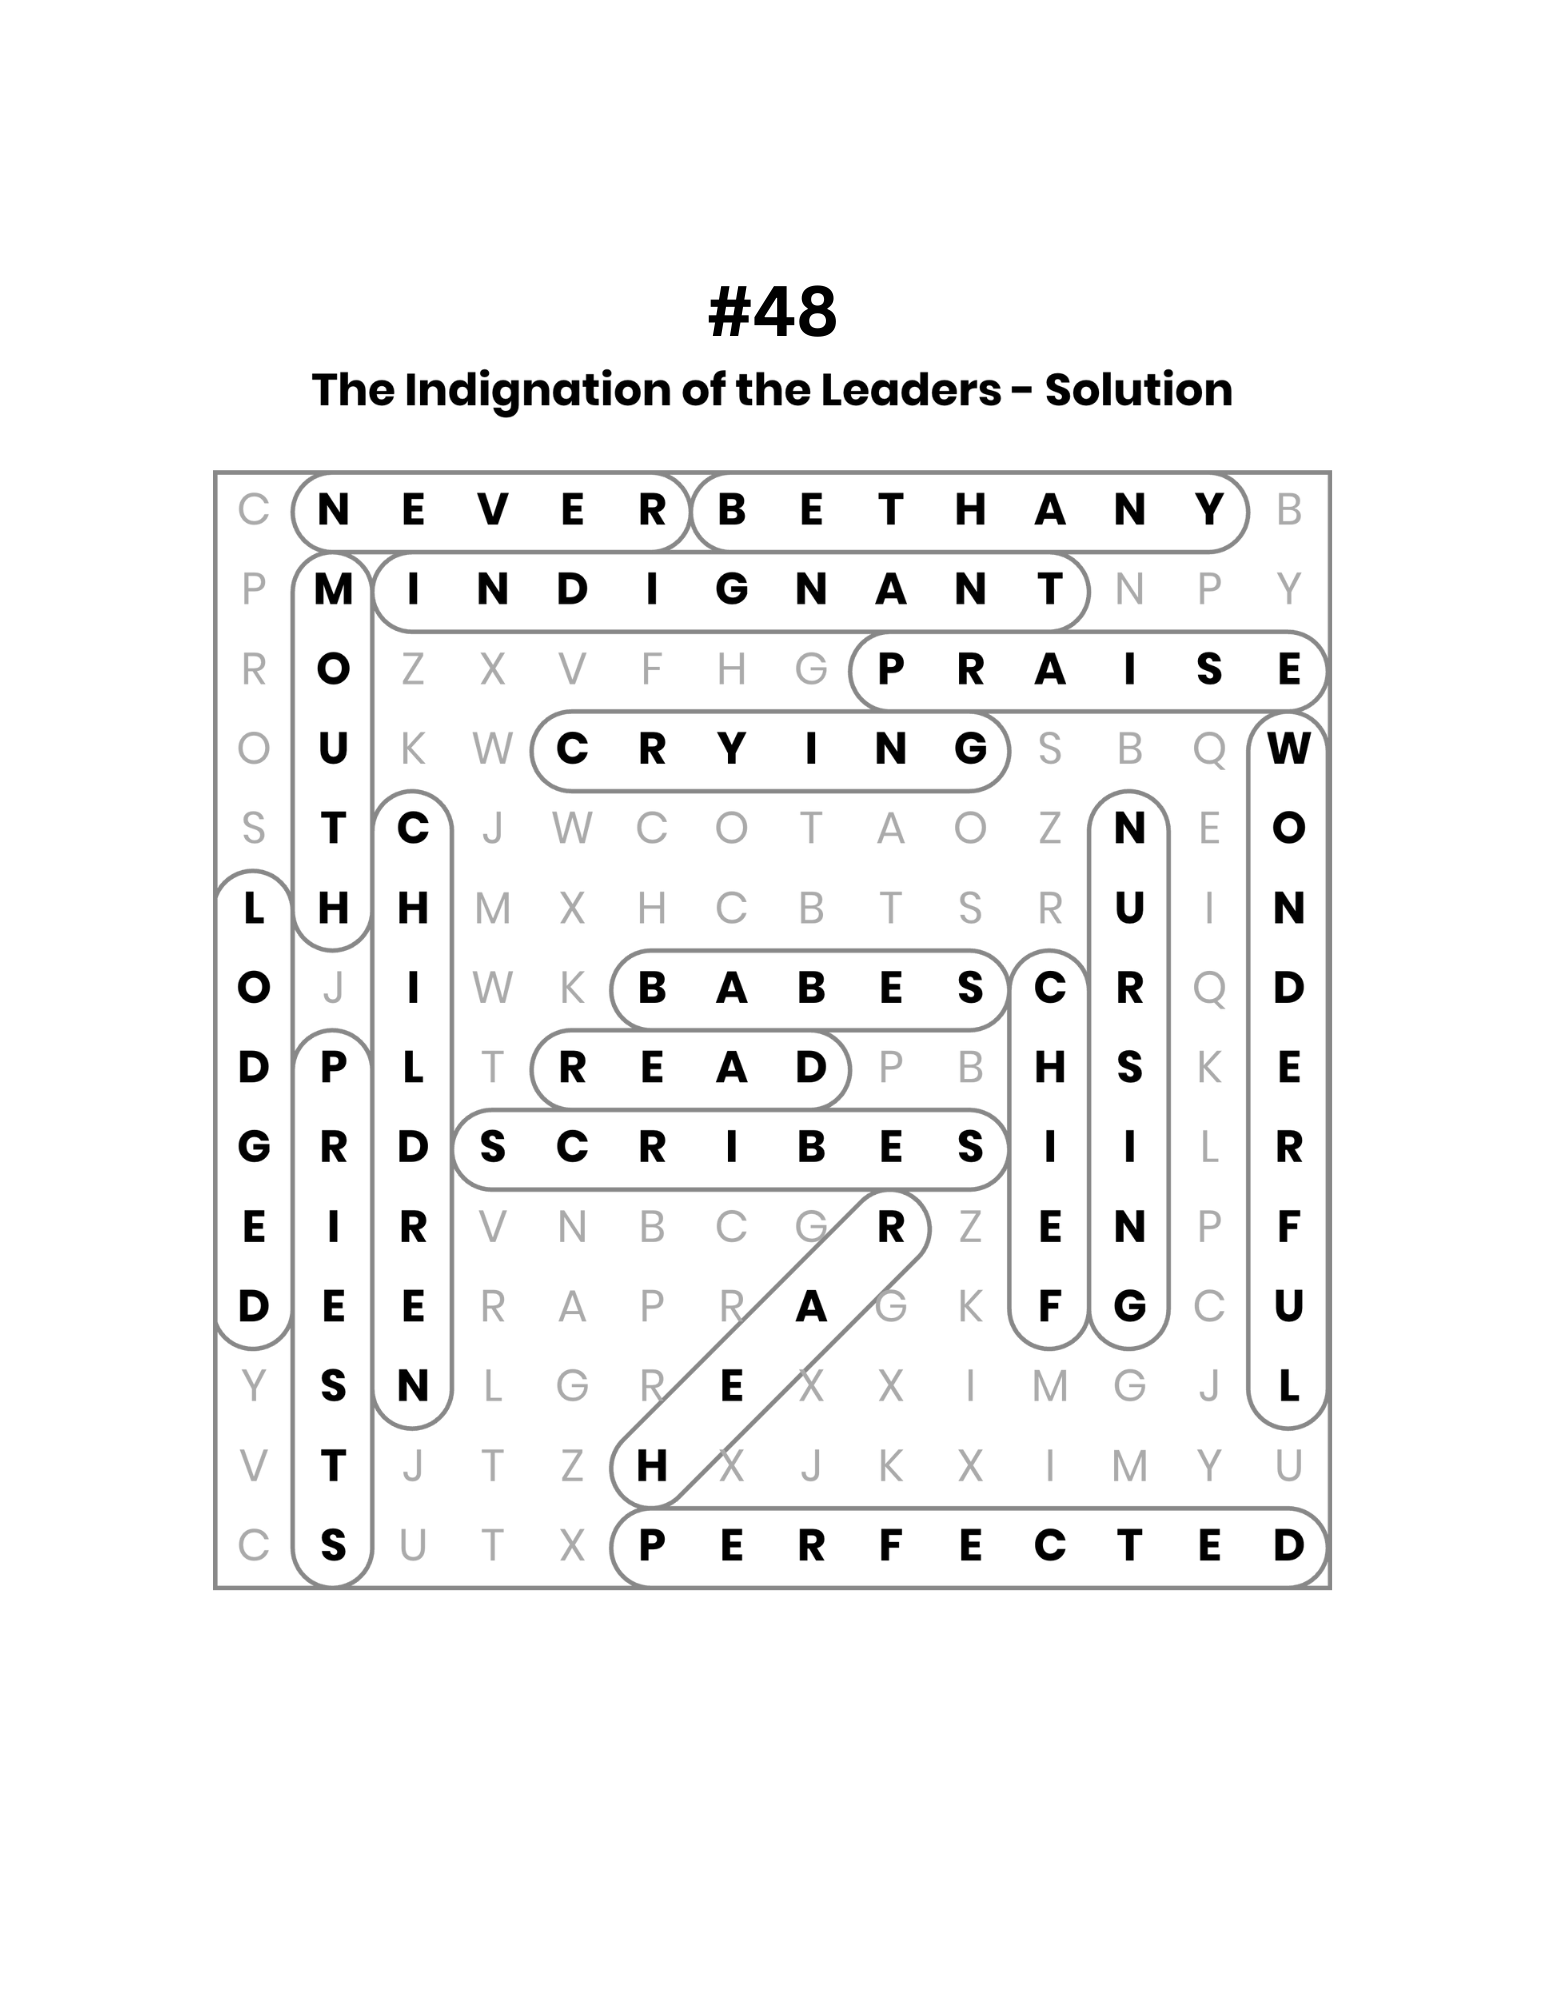 #48
The Indignation of the Leaders - Solution
C N E V E R B E T H A N Y B
P M I N D I G N A N T N P Y
R O Z X V F H G P R A I S E
O U K W C R Y I N G S B Q W
S T C J W C O T A O Z N E O
L H H M X H C B T S R U I N
O J I W K B A B E S C R Q D
D P L T R E A D P B H S K E
G R D S C R I B E S I I L R
E I R V N B C G R Z E N P F
D E E R A P R A G K F G C U
Y S N L G R E X X I M G J L
V T J T Z H X J K X I M Y U
C S U T X P E R F E C T E D